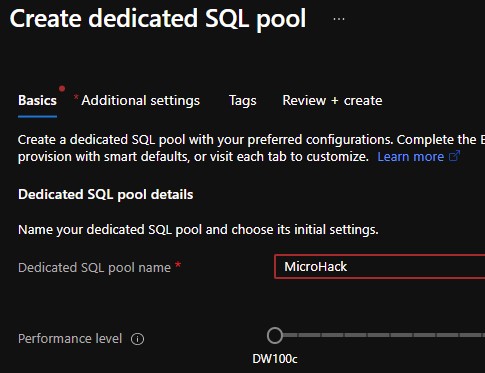 Create dedicated SQL pool ...
Basics * Additional settings Tags Review + create
Create a dedicated SQL pool with your preferred configurations. Complete the
provision with smart defaults, or visit each tab to customize. Learn more
Dedicated SQL pool details
Name your dedicated SQL pool and choose its initial settings.
Dedicated SQL pool name * MicroHack
Performance level
DW100c